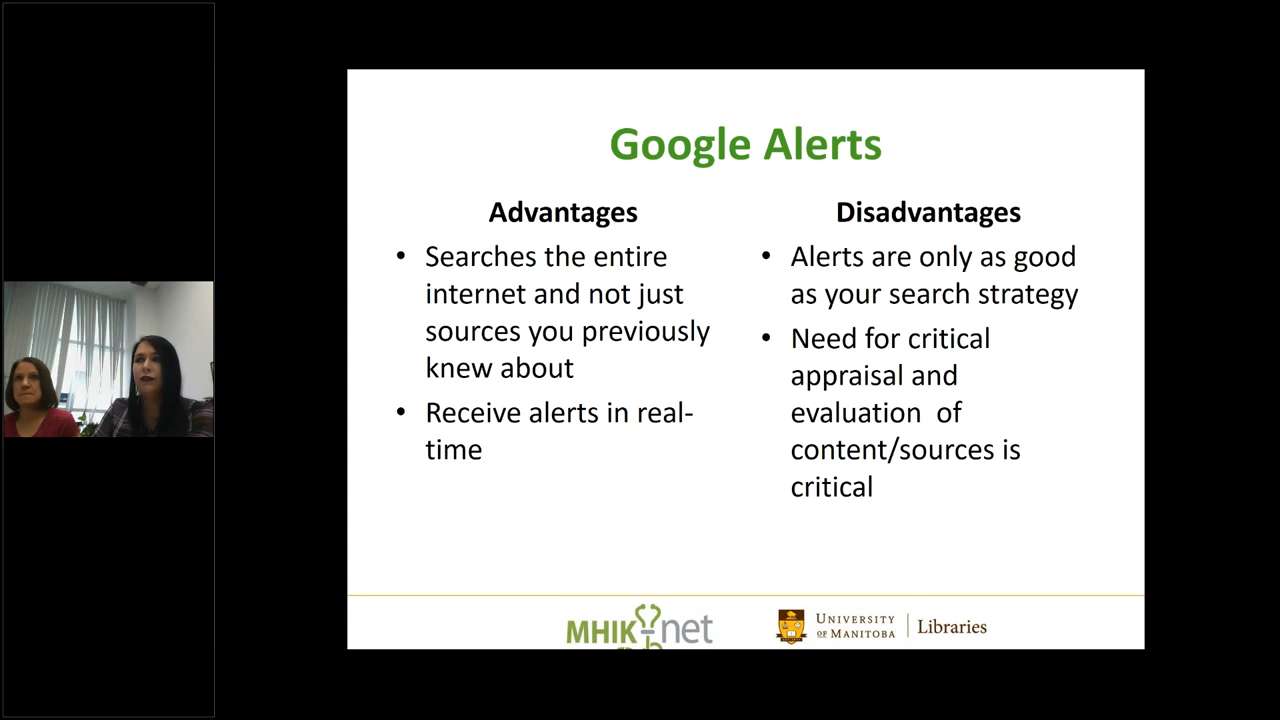 Google Alerts
Advantages
• Searches the entire
internet and not just
sources you previously
knew about
• Receive alerts in real-
time
Disadvantages
• Alerts are only as good
as your search strategy
• Need for critical
appraisal and
evaluation of
content/sources is
critical
MHIKnet
UNIVERSITY
OF MANITOBA
Libraries